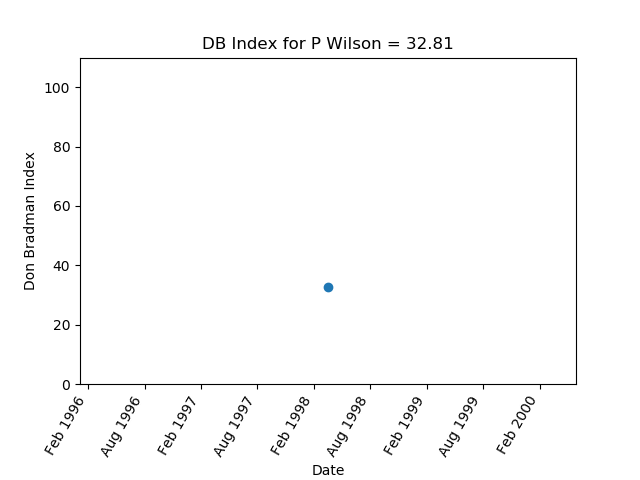 DB Index for P Wilson = 32.81
100
80
60
40
20
0
Don Bradman Index
Feb 1996
Aug 1996
Feb 1997
Aug 1997
Feb 1998
Aug 1998
Feb 1999
Aug 1999
Feb 2000
Date